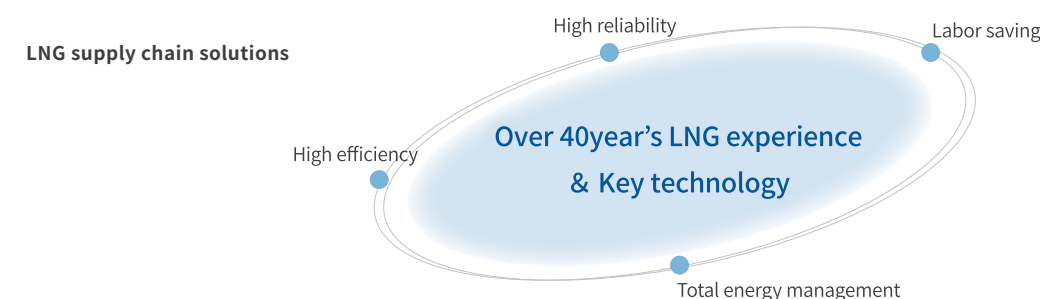 High reliability
Labor saving
LNG supply chain solutions
Over 40year’s LNG experience
& Key technology
High efficiency
Total energy management